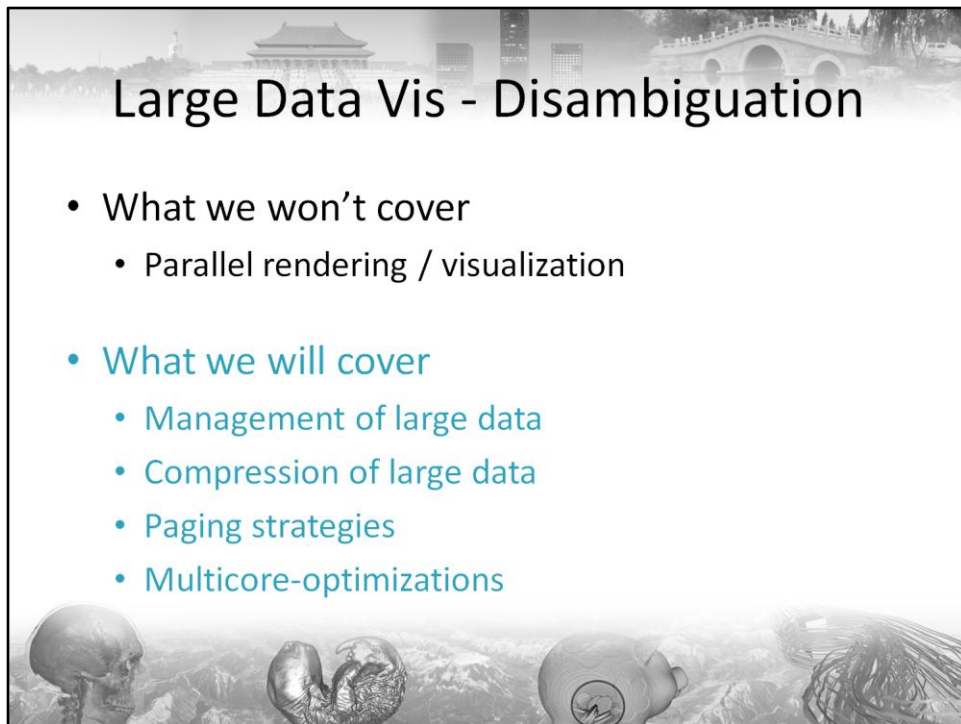 Large Data Vis - Disambiguation
• What we won’t cover
• Parallel rendering / visualization
• What we will cover
• Management of large data
• Compression of large data
• Paging strategies
• Multicore-optimizations